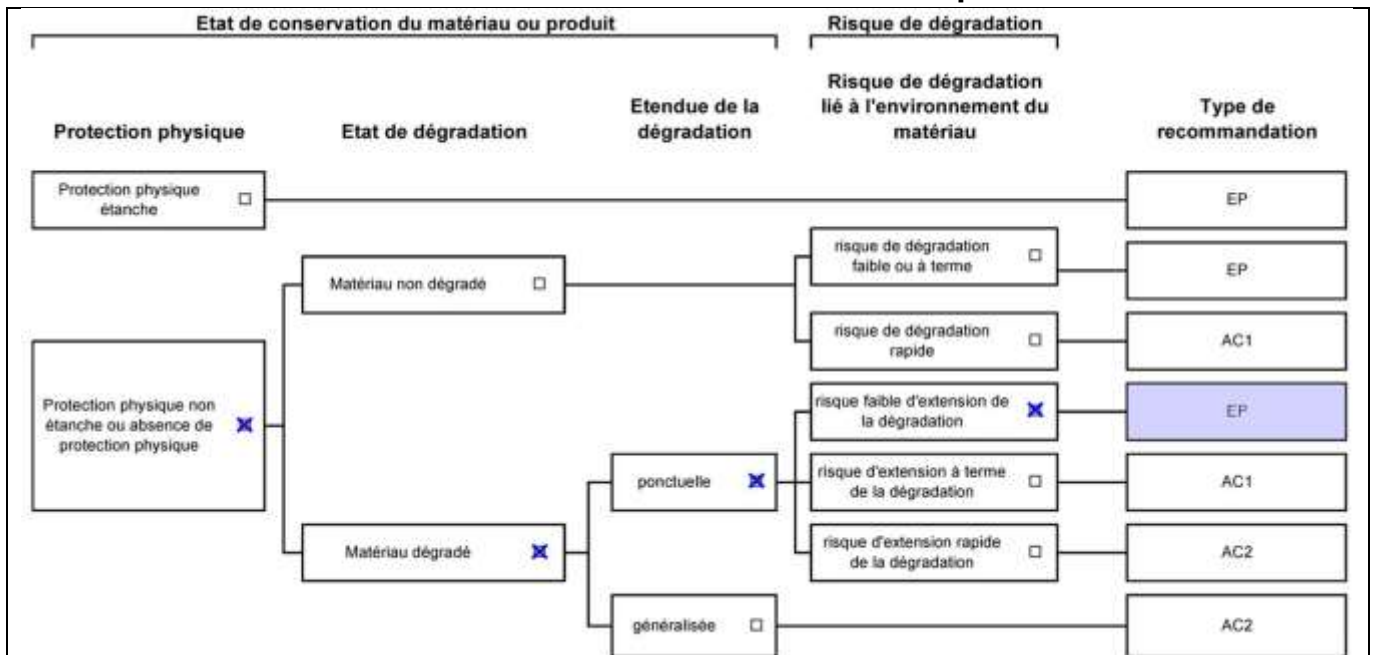 Etat de conservation du matériau ou produit
Risque de dégradation
Protection physique
Etat de dégradation
Etendue de la
dégradation
Risque de dégradation
lié à l'environnement du
matériau
Type de
recommandation
Protection physique
étanche
EP
Matériau non dégradé
risque de dégradation
faible ou à terme
EP
risque de dégradation
rapide
AC1
Protection physique non
étanche ou absence de
protection physique
risque faible d'extension de
la dégradation
EP
ponctuelle
risque d'extension à terme
de la dégradation
AC1
Matériau dégradé
risque d'extension rapide
de la dégradation
AC2
généralisée
AC2